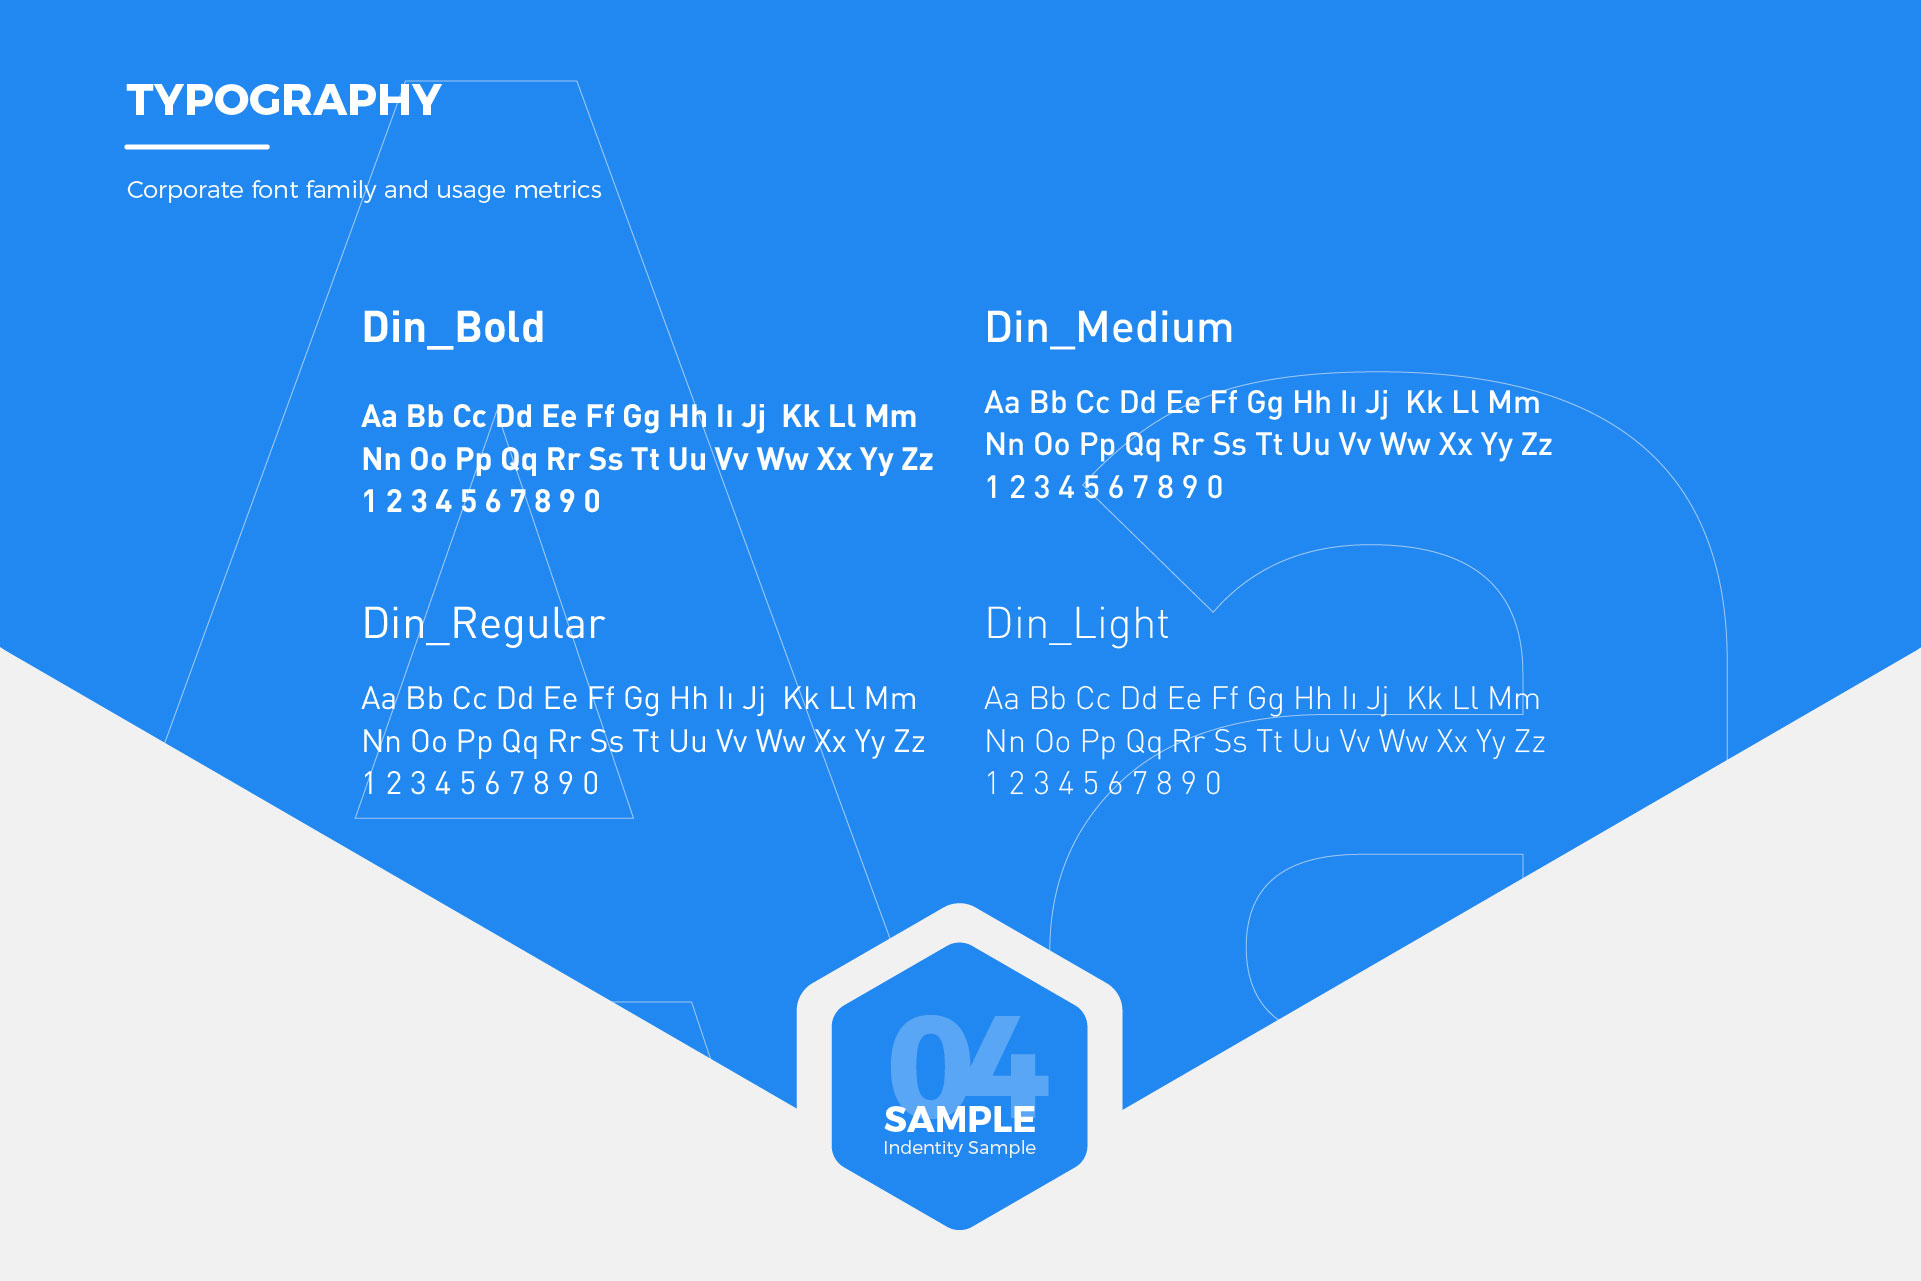 TYPOGRAPHY
Corporate font family and usage metrics
Din_Bold
Aa Bb Cc Dd Ee Ff Gg Hh Iı Jj  Kk Ll Mm
Nn Oo Pp Qq Rr Ss Tt Uu Vv Ww Xx Yy Zz
1 2 3 4 5 6 7 8 9 0
Din_Medium
Aa Bb Cc Dd Ee Ff Gg Hh Iı Jj  Kk Ll Mm
Nn Oo Pp Qq Rr Ss Tt Uu Vv Ww Xx Yy Zz
1 2 3 4 5 6 7 8 9 0
Din_Regular
Aa Bb Cc Dd Ee Ff Gg Hh Iı Jj  Kk Ll Mm
Nn Oo Pp Qq Rr Ss Tt Uu Vv Ww Xx Yy Zz
1 2 3 4 5 6 7 8 9 0
Din_Light
Aa Bb Cc Dd Ee Ff Gg Hh Iı Jj  Kk Ll Mm
Nn Oo Pp Qq Rr Ss Tt Uu Vv Ww Xx Yy Zz
1 2 3 4 5 6 7 8 9 0
Aa
04
SAMPLE
Indentity Sample